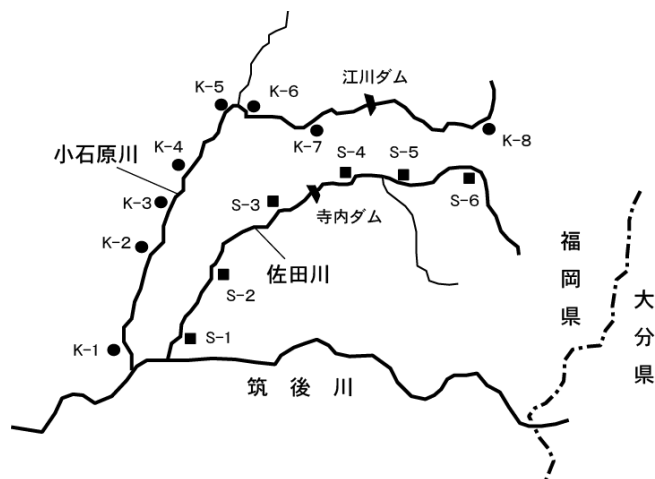 K-5
K-6
江川ダム
K-4
小石原川
K-7
K-8
S-4
S-5
K-3
S-3
S-6
寺内ダム
K-2
佐田川
S-2
福岡県
大分県
K-1
S-1
筑後川